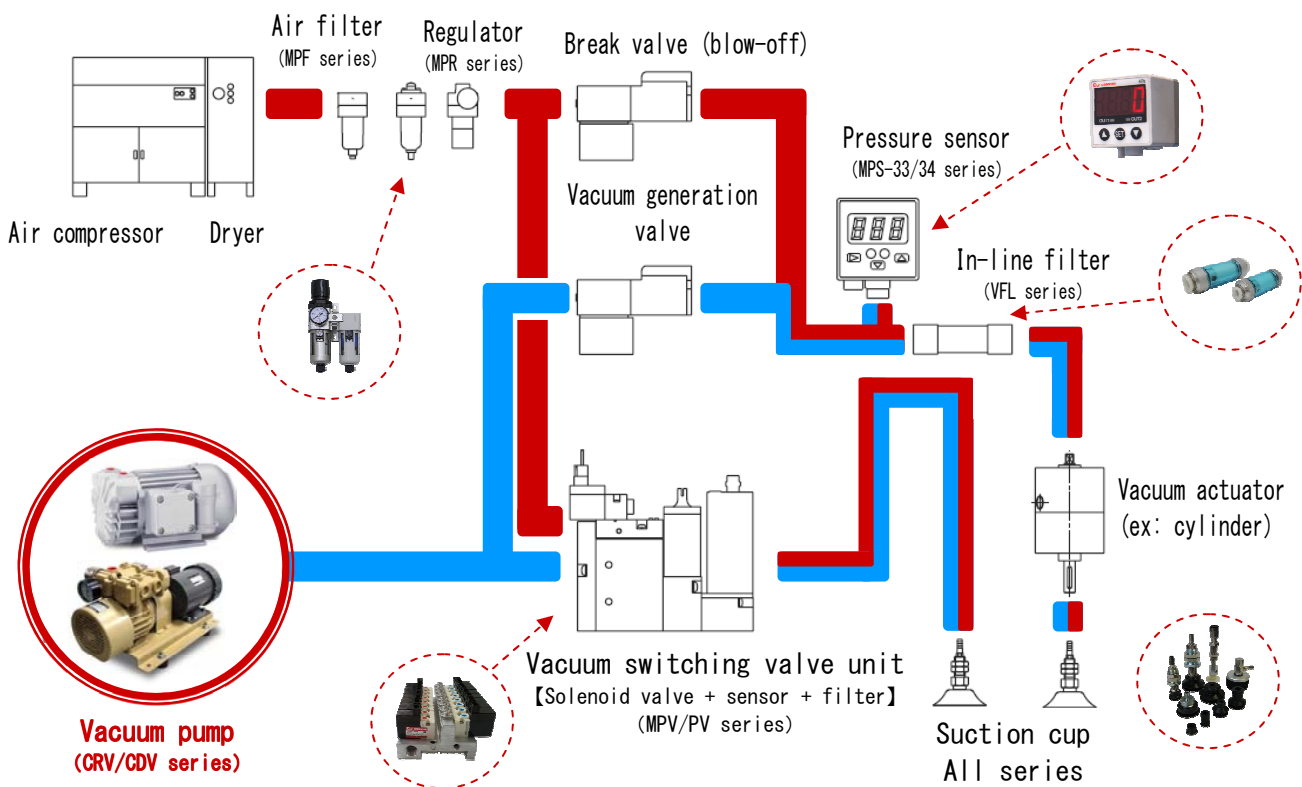 Air filter
(MPF series)
Regulator
(MPR series)
Break valve (blow-off)
Pressure sensor
(MPS-33/34 series)
Air compressor
Dryer
Vacuum generation
valve
In-line filter
(VFL series)
Vacuum actuator
(ex: cylinder)
Vacuum switching valve unit
【Solenoid valve + sensor + filter】
(MPV/PV series)
Vacuum pump
(CRV/CDV series)
Suction cup
All series
SET
OUT2